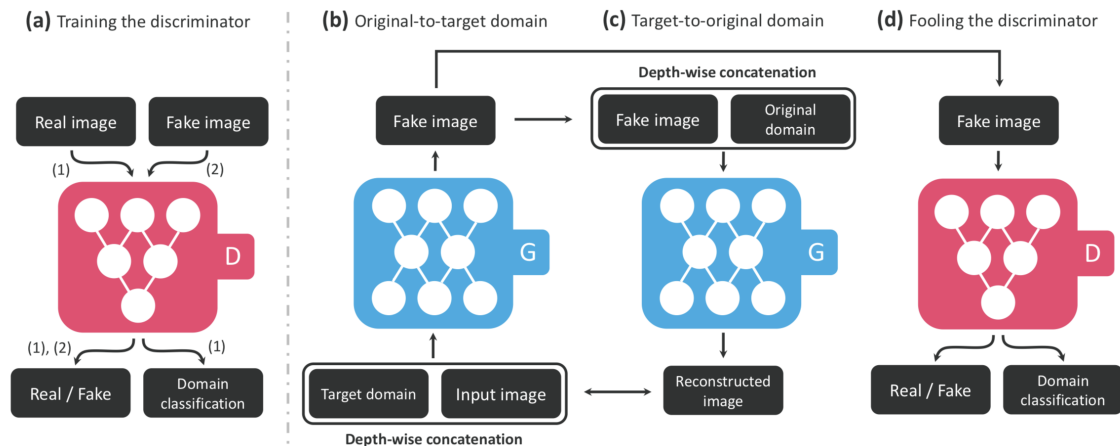 (a) Training the discriminator
(b) Original-to-target domain
(c) Target-to-original domain
(d) Fooling the discriminator
Real image
Fake image
(1)
(2)
D
(1), (2)
(1)
Real / Fake
Domain
classification
Fake image
G
Target domain
Input image
Depth-wise concatenation
Depth-wise concatenation
Fake image
Original
domain
G
Reconstructed
image
Fake image
D
Real / Fake
Domain
classification